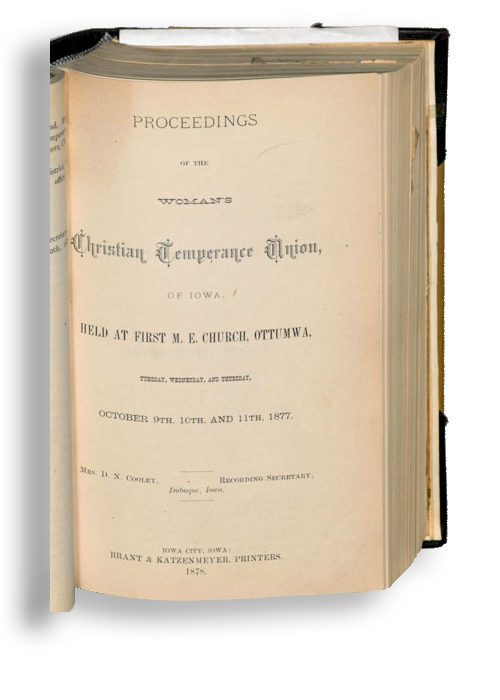 PROCEEDINGS
OF THE
WOMAN'S
Christian Temperance Union,
OF IOWA,
HELD AT FIRST M. E. CHURCH, OTTUMWA,
TUESDAY, WEDNESDAY, AND THURSDAY,
OCTOBER 9TH, 10TH, AND 11TH, 1877.
MRS. D. N. COOLEY, - RECORDING SECRETARY,
Dubuque, Iowa.
IOWA CITY, IOWA:
BRANT & KATZENMEYER, PRINTERS.
1878.